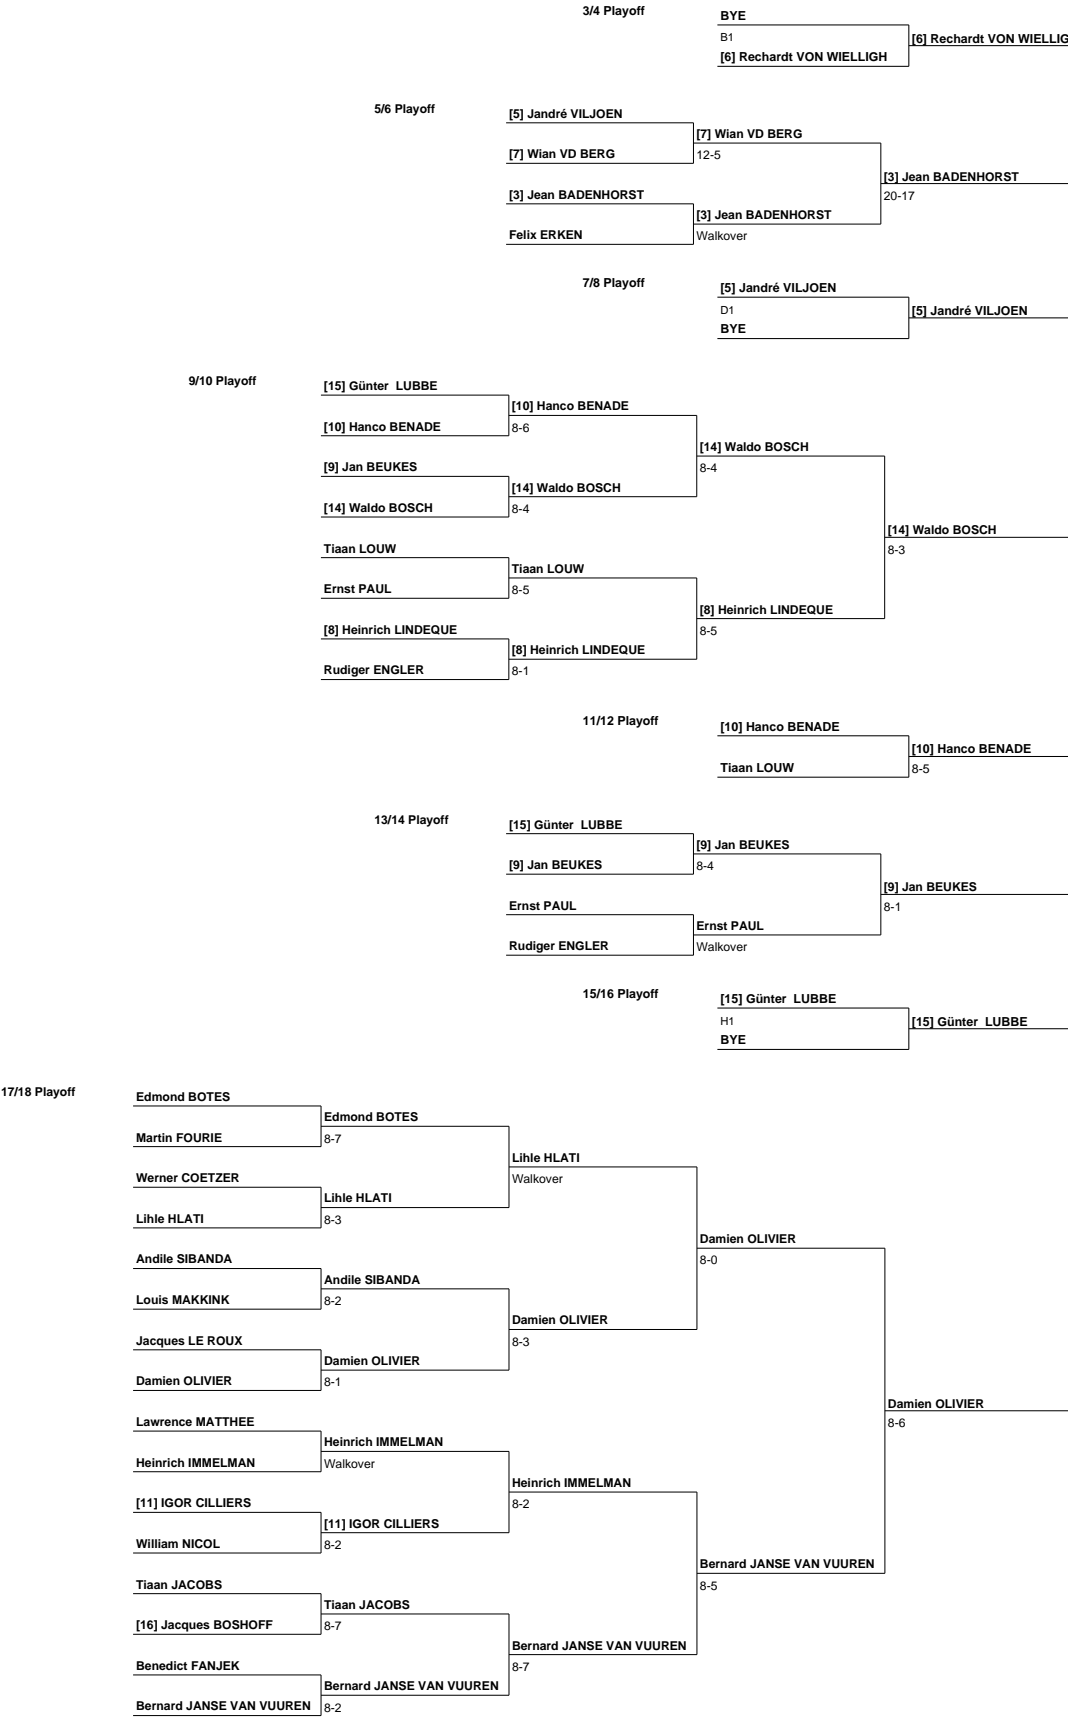 3/4 Playoff
BYE
B1
[6] Rechardt VON WIELLIG
[6] Rechardt VON WIELLIGH
5/6 Playoff
[5] Jandré VILJOEN
[7] Wian VD BERG
[7] Wian VD BERG
12-5
[3] Jean BADENHORST
20-17
[3] Jean BADENHORST
[3] Jean BADENHORST
Felix ERKEN
Walkover
7/8 Playoff
[5] Jandré VILJOEN
D1
[5] Jandré VILJOEN
BYE
9/10 Playoff
[15] Günter  LUBBE
[10] Hanco BENADE
[10] Hanco BENADE
8-6
[14] Waldo BOSCH
8-4
[9] Jan BEUKES
[14] Waldo BOSCH
[14] Waldo BOSCH
8-4
[14] Waldo BOSCH
8-3
Tiaan LOUW
Tiaan LOUW
Ernst PAUL
8-5
[8] Heinrich LINDEQUE
8-5
[8] Heinrich LINDEQUE
[8] Heinrich LINDEQUE
Rudiger ENGLER
8-1
11/12 Playoff
[10] Hanco BENADE
[10] Hanco BENADE
Tiaan LOUW
8-5
13/14 Playoff
[15] Günter  LUBBE
[9] Jan BEUKES
[9] Jan BEUKES
8-4
[9] Jan BEUKES
8-1
Ernst PAUL
Ernst PAUL
Rudiger ENGLER
Walkover
15/16 Playoff
[15] Günter  LUBBE
H1
[15] Günter  LUBBE
BYE
17/18 Playoff
Edmond BOTES
Edmond BOTES
Martin FOURIE
8-7
Lihle HLATI
Walkover
Werner COETZER
Lihle HLATI
Lihle HLATI
8-3
Damien OLIVIER
8-0
Andile SIBANDA
Andile SIBANDA
Louis MAKKINK
8-2
Damien OLIVIER
8-3
Jacques LE ROUX
Damien OLIVIER
Damien OLIVIER
8-1
Damien OLIVIER
8-6
Lawrence MATTHEE
Heinrich IMMELMAN
Heinrich IMMELMAN
Walkover
Heinrich IMMELMAN
8-2
[11] IGOR CILLIERS
[11] IGOR CILLIERS
William NICOL
8-2
Bernard JANSE VAN VUUREN
8-5
Tiaan JACOBS
Tiaan JACOBS
[16] Jacques BOSHOFF
8-7
Bernard JANSE VAN VUUREN
8-7
Benedict FANJEK
Bernard JANSE VAN VUUREN
Bernard JANSE VAN VUUREN
8-2